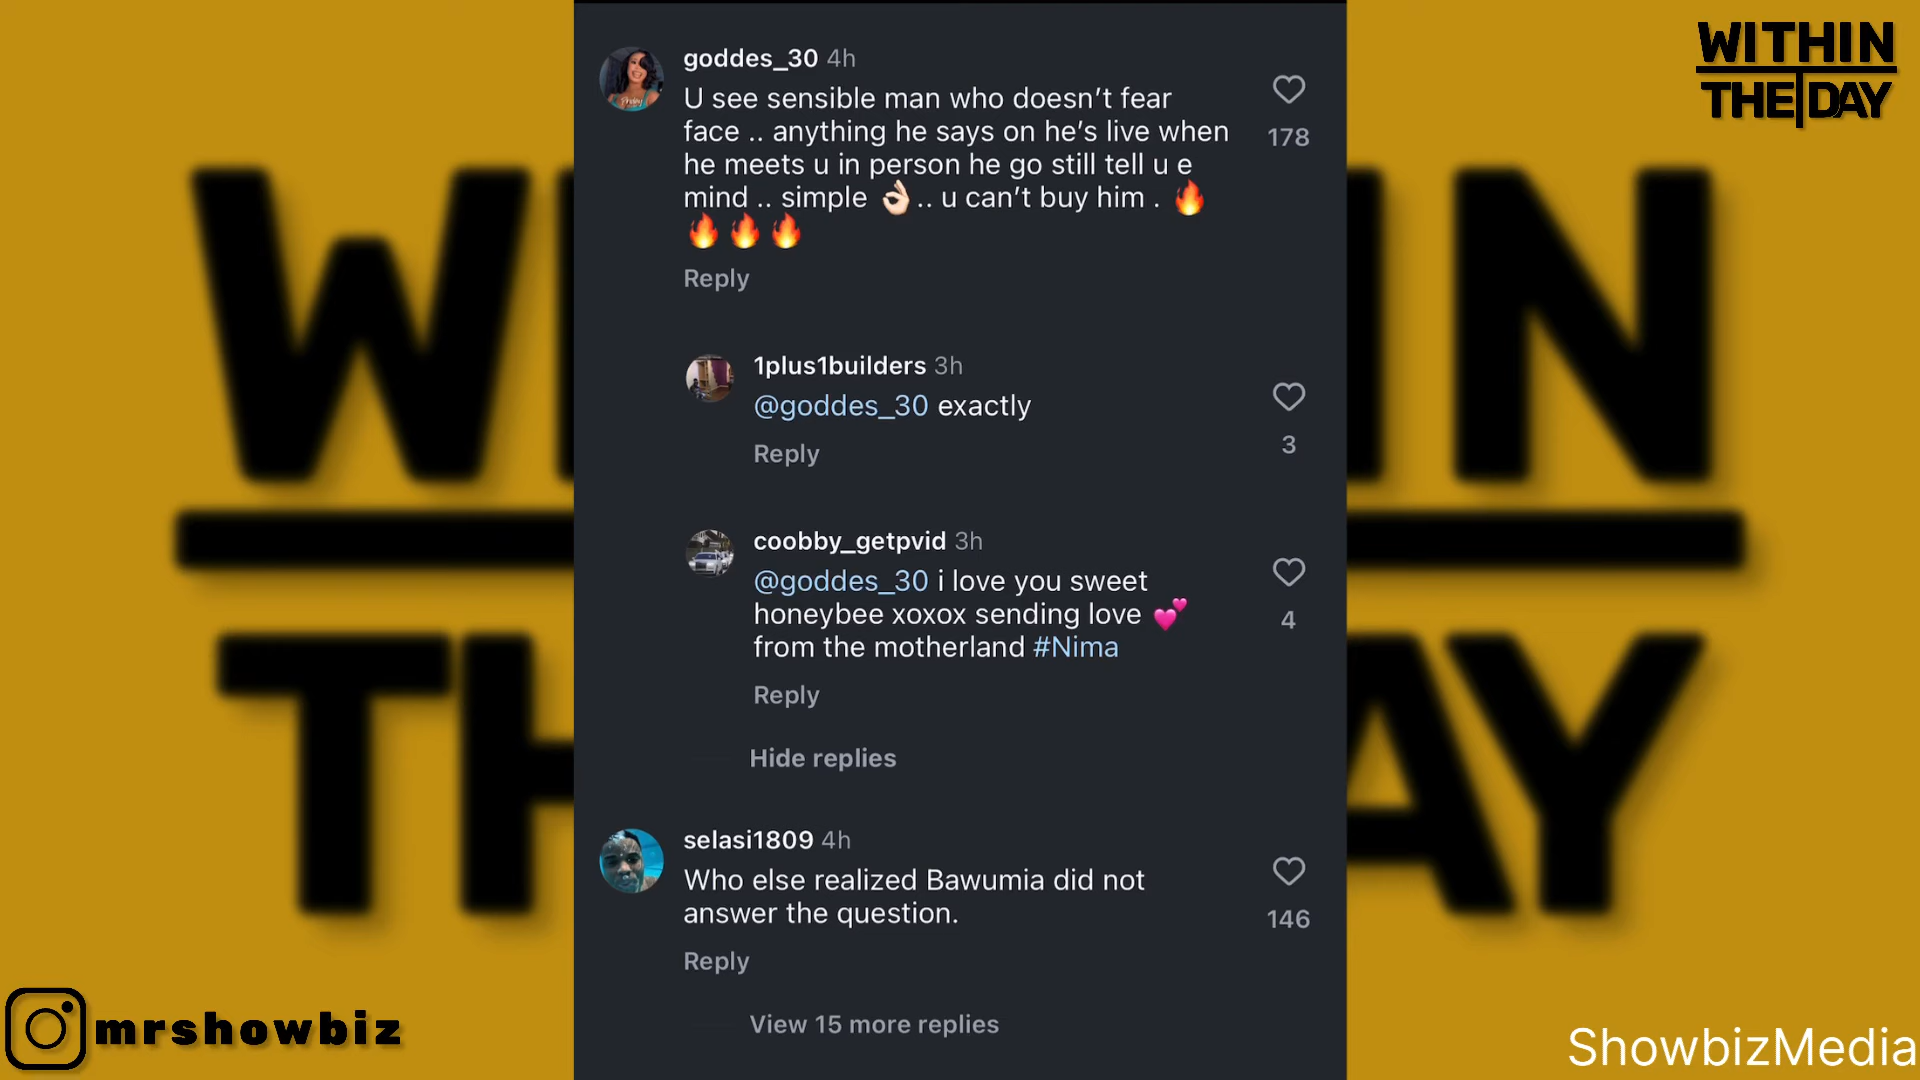 WITHIN
THE DAY
goddes_30 4h
U see sensible man who doesn’t fear
face .. anything he says on he’s live when
he meets u in person he go still tell u e
mind .. simple 👌🏻.. u can’t buy him . 🔥
🔥🔥🔥
178
Reply
1plus1builders 3h
@goddes_30 exactly
3
Reply
coobby_getpvid 3h
@goddes_30 i love you sweet
honeybee xoxox sending love 💕
from the motherland #Nima
4
Reply
Hide replies
selasi1809 4h
Who else realized Bawumia did not
answer the question.
146
Reply
View 15 more replies
mrshowbiz
ShowbizMedia